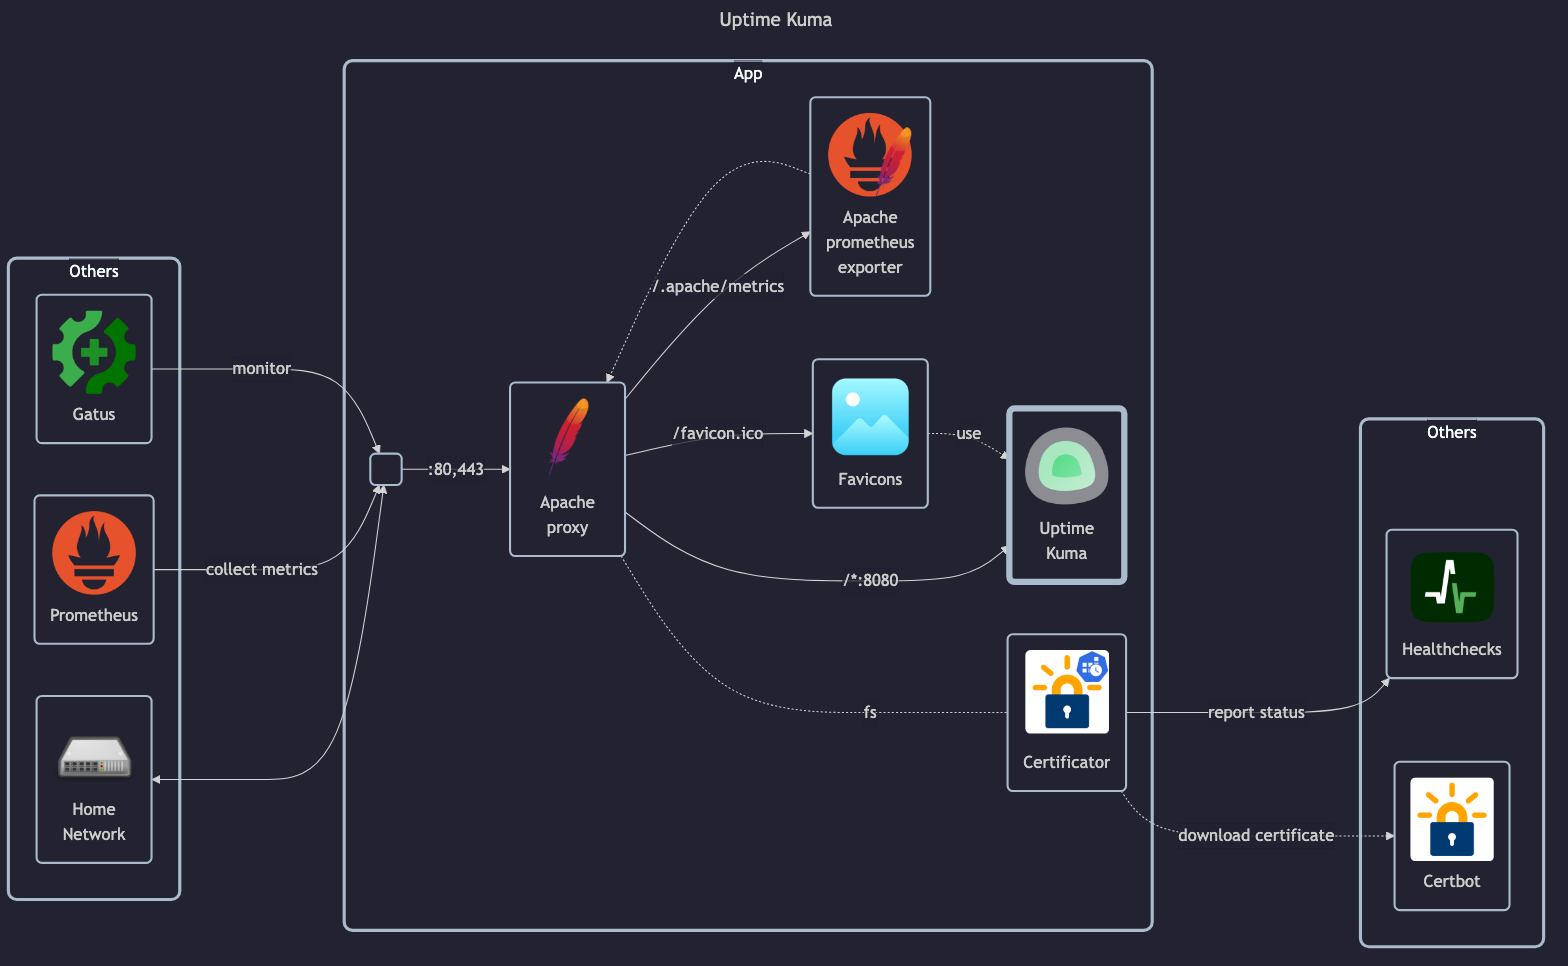 Uptime Kuma
App
Apache
prometheus
exporter
/.apache/metrics
Others
Gatus
monitor
Prometheus
collect metrics
Home
Network
:80,443
Apache
proxy
/favicon.ico
Favicons
use
Uptime
Kuma
/*:8080
fs
Certificator
report status
download certificate
Others
Healthchecks
Certbot